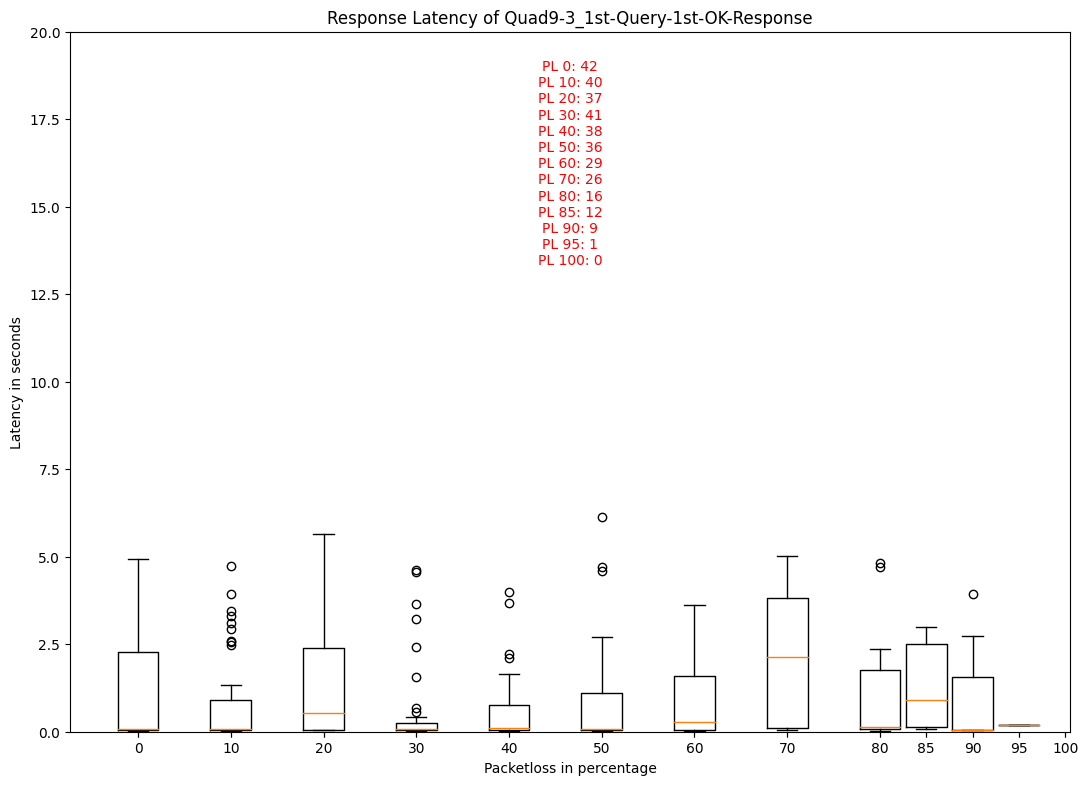 Response Latency of Quad9-3_1st-Query-1st-OK-Response
20.0
17.5
15.0
12.5
10.0
7.5
5.0
2.5
0.0
Latency in seconds
PL 0: 42
PL 10: 40
PL 20: 37
PL 30: 41
PL 40: 38
PL 50: 36
PL 60: 29
PL 70: 26
PL 80: 16
PL 85: 12
PL 90: 9
PL 95: 1
PL 100: 0
0 10 20 30 40 50 60 70 80 85 90 95 100
Packetloss in percentage